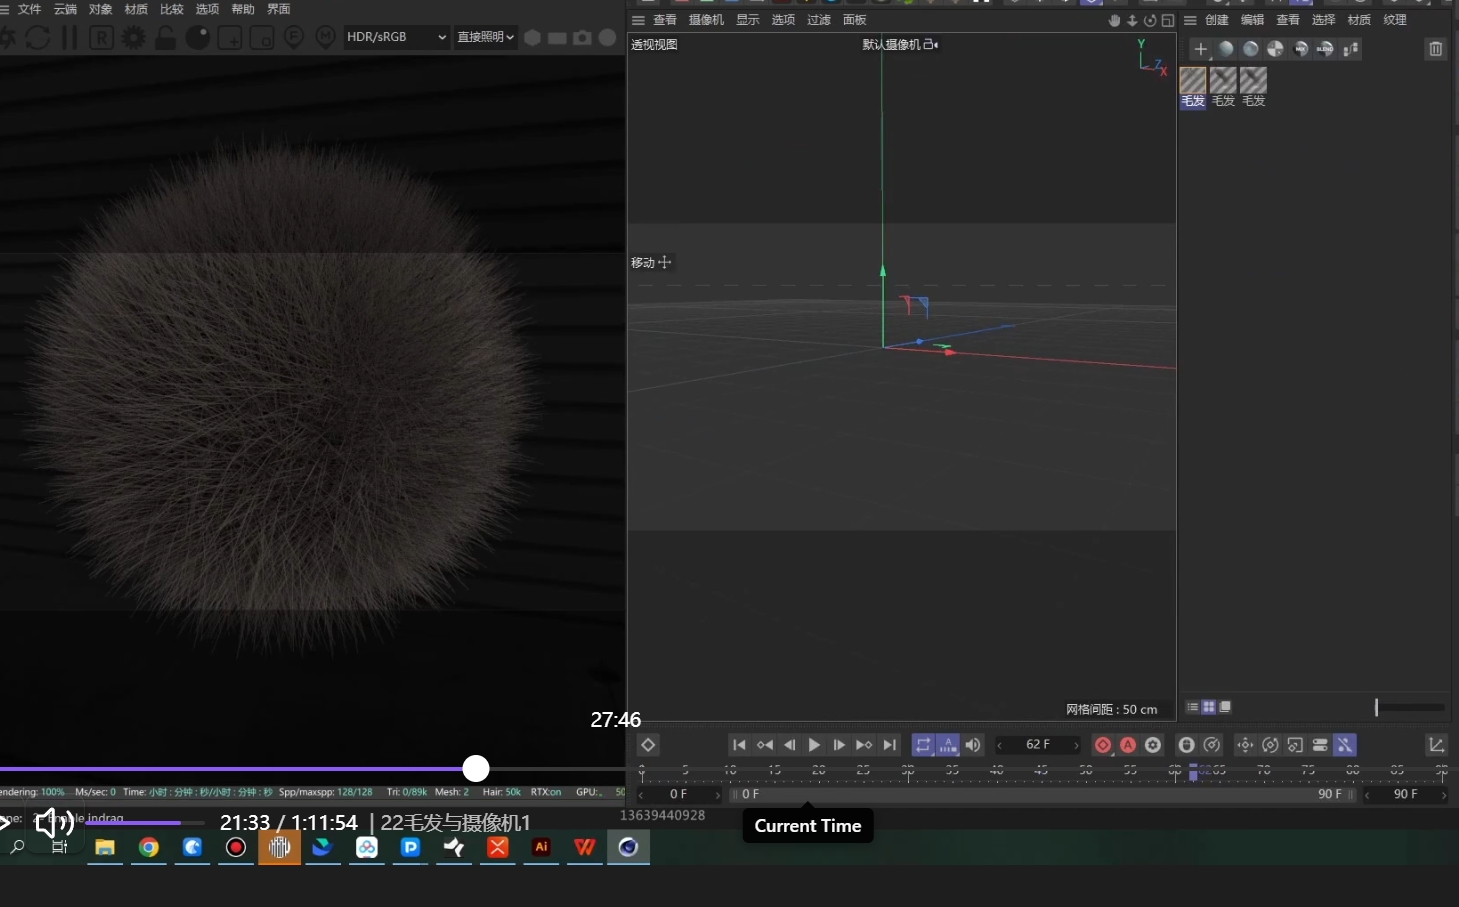 文件 云端 对象 材质 比较 选项 帮助 界面
HDR/sRGB 直接照明
查看 摄像机 显示 选项 过滤 面板
透视视图 默认摄像机
Y
Z
X
移动
网格间距 : 50 cm
创建 编辑 查看 选择 材质 纹理
毛发 毛发 毛发
27:46
62 F
0 5 10 15 20 25 30 35 40 45 50 55 60 62 65 70 75 80 85 90
0 F 0 F 90 F 90 F
endering: 100% Ms/sec: 0 Time: 小时 : 分钟 : 秒/小时 : 分钟 : 秒 Spp/maxspp: 128/128 Tri: 0/89k Mesh: 2 Hair: 50k RTX:on GPU: 50
21:33 / 1:11:54 | 22毛发与摄像机1
13639440928
Current Time